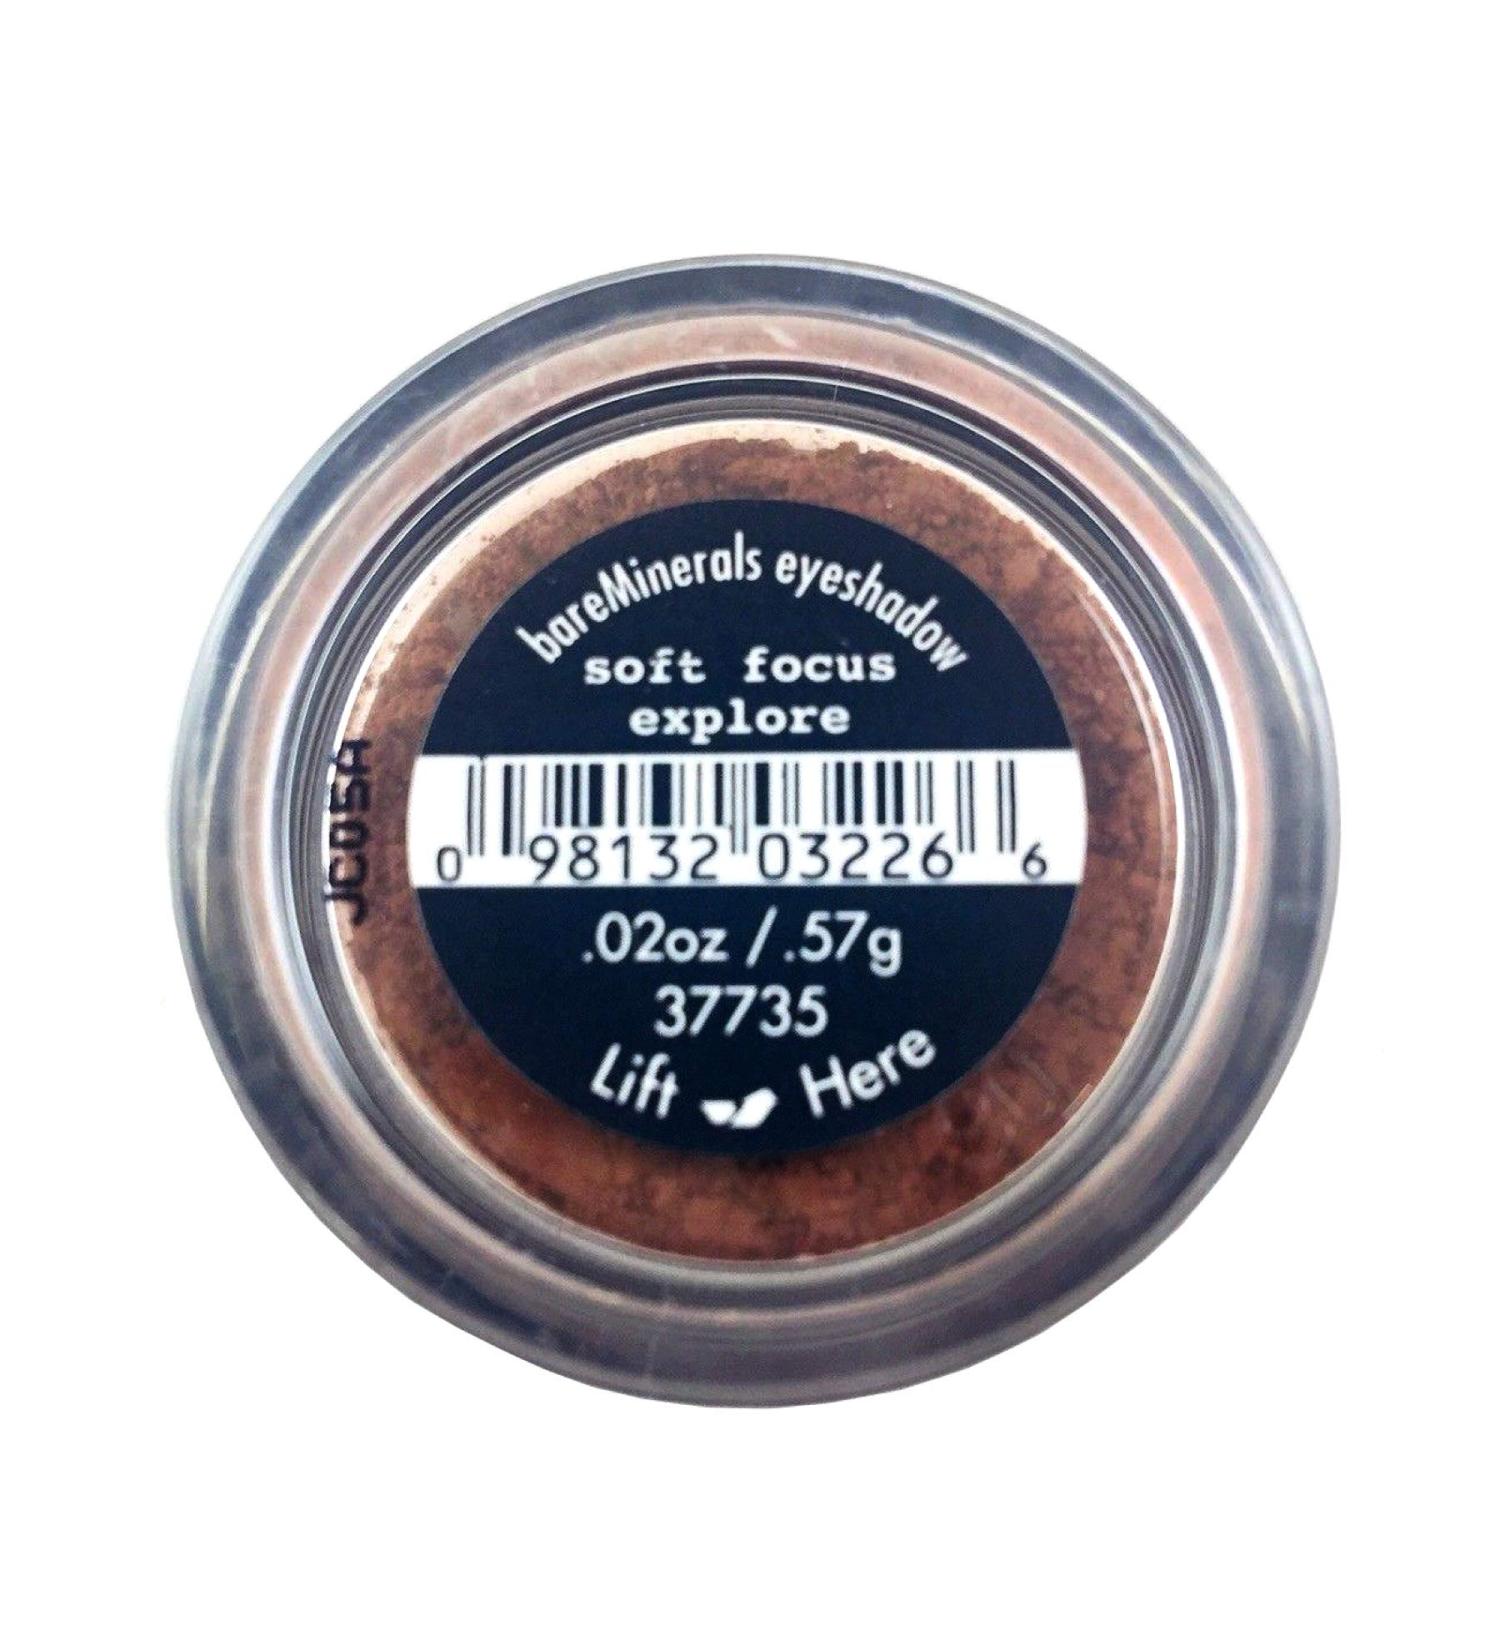 bareMinerals eyeshadow
soft focus
explore
0 98132 03226 6
.02oz / .57g
37735
Lift Here
JC05A